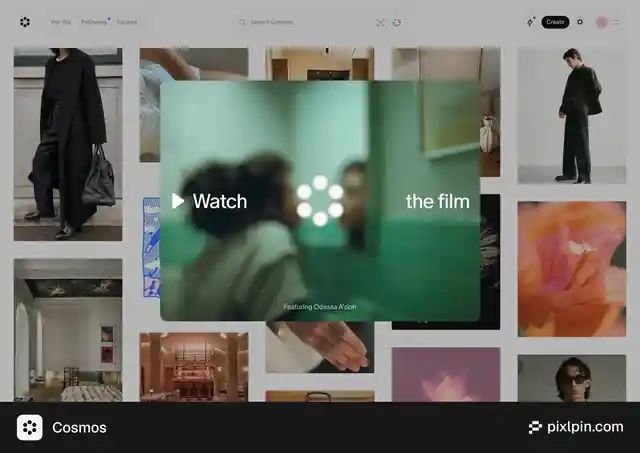 For You Following Explore
Search Cosmos
Create
Watch
the film
Featuring Odessa A'zion
Cosmos
pixlpin.com